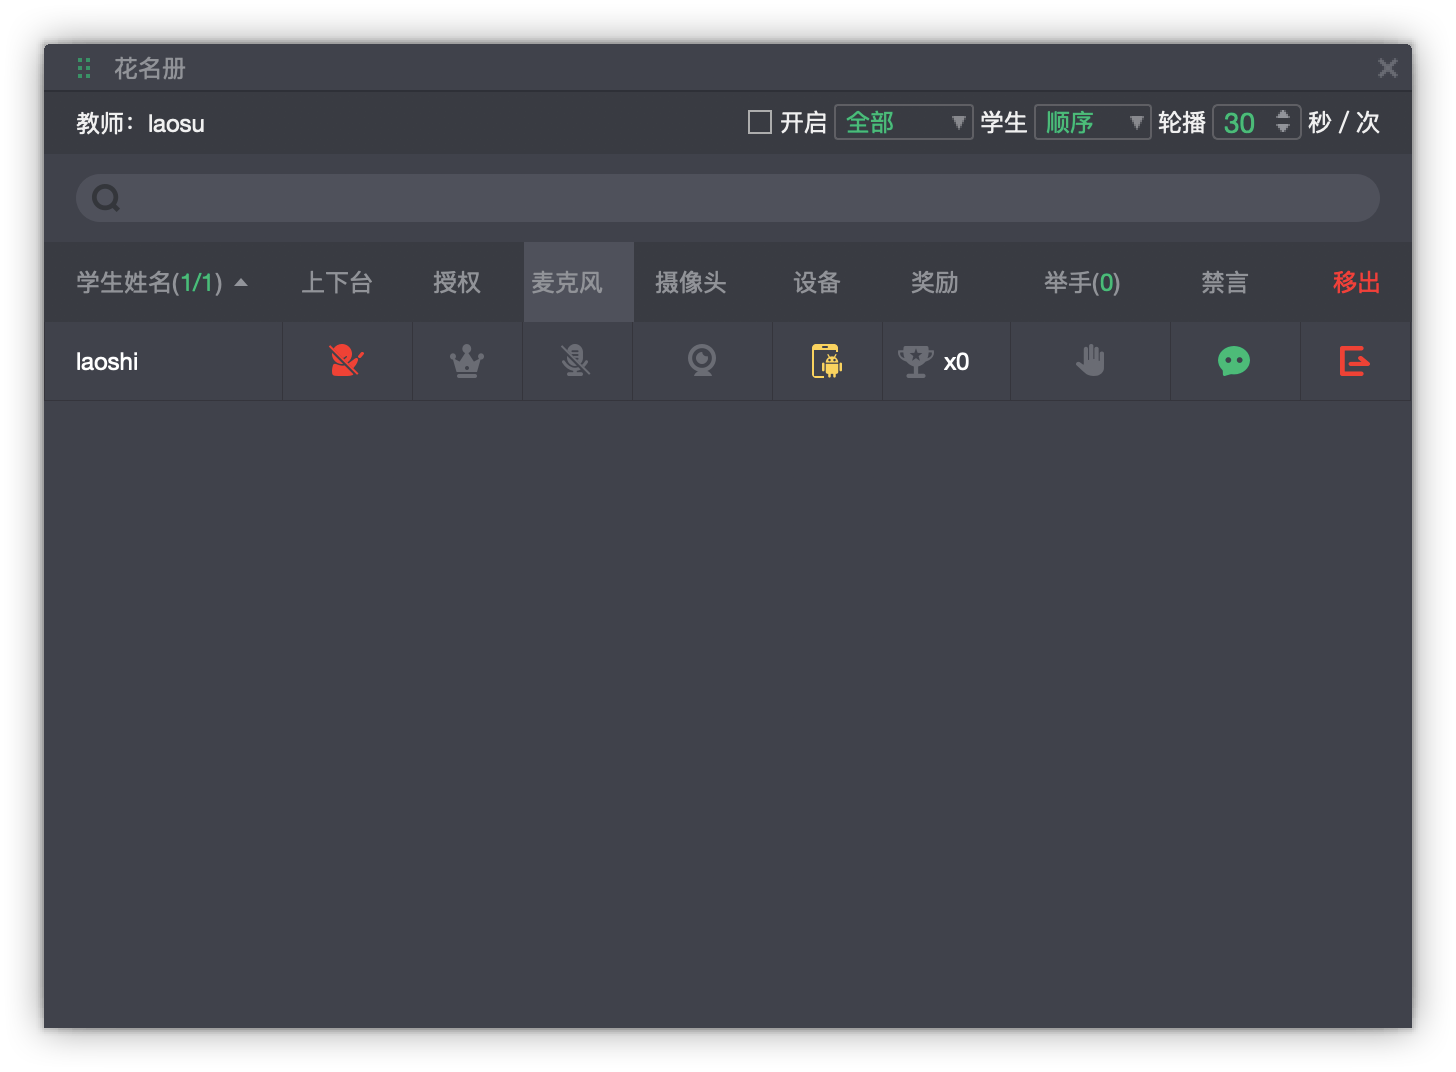 花名册
教师：laosu 开启 全部 学生 顺序 轮播 30 秒 / 次
学生姓名(1/1) 上下台 授权 麦克风 摄像头 设备 奖励 举手(0) 禁言 移出
laoshi x0